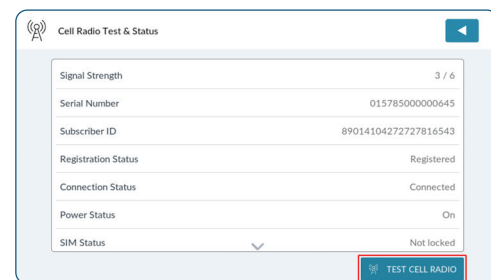 Cell Radio Test & Status
Signal Strength 3 / 6
Serial Number 015785000000645
Subscriber ID 89014104272727816543
Registration Status Registered
Connection Status Connected
Power Status On
SIM Status Not locked
TEST CELL RADIO